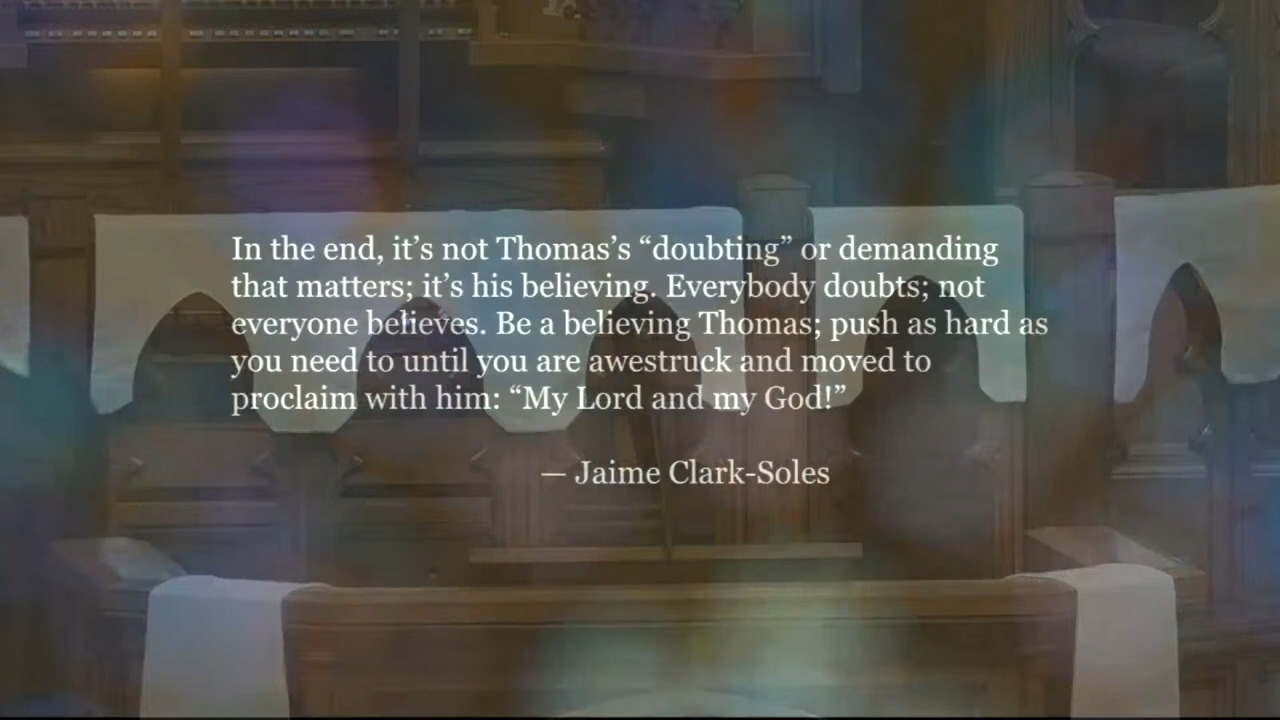 In the end, it’s not Thomas’s “doubting” or demanding
that matters; it’s his believing. Everybody doubts; not
everyone believes. Be a believing Thomas; push as hard as
you need to until you are awestruck and moved to
proclaim with him: “My Lord and my God!”
— Jaime Clark-Soles